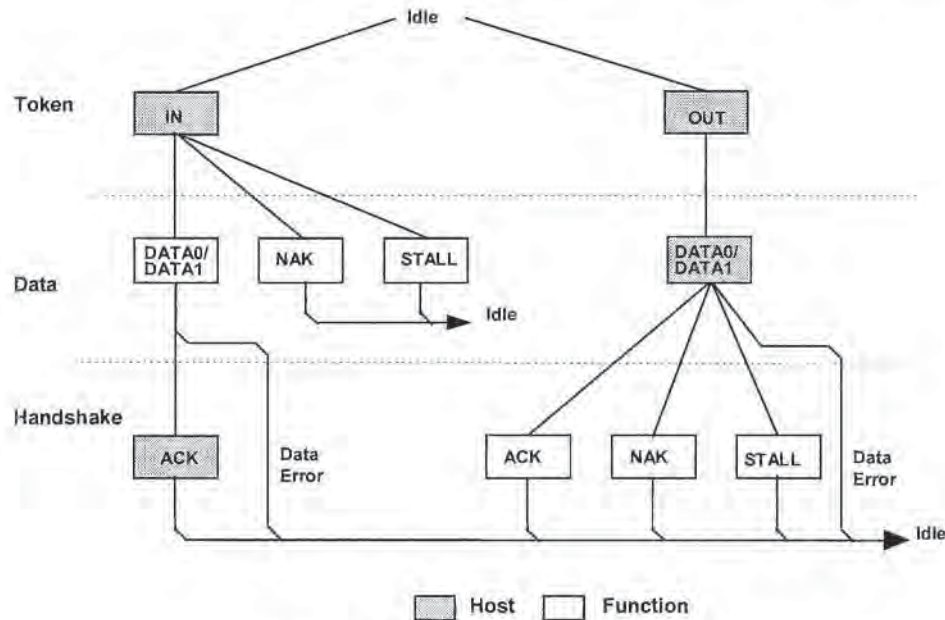 Idle
Token
IN
OUT
DATA0/
DATA1
NAK
STALL
DATA0/
DATA1
Data
Idle
Handshake
ACK
Data
Error
ACK
NAK
STALL
Data
Error
Idle
Host
Function